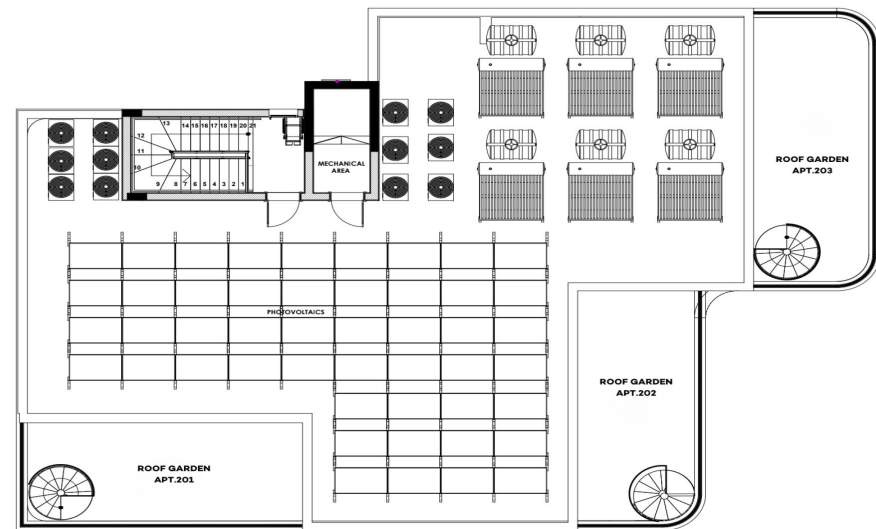 13 14 15 16 17 18 19 20 21
12
11
10
9 8 7 6 5 4 3 2 1
MECHANICAL
AREA
ROOF GARDEN
APT.203
PHOTOVOLTAICS
ROOF GARDEN
APT.202
ROOF GARDEN
APT.201